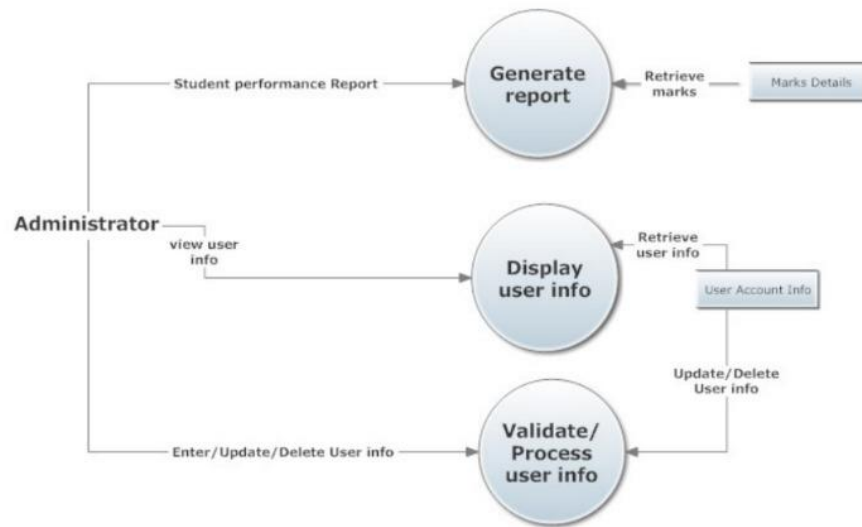 Student performance Report
Generate
report
Retrieve
marks
Marks Details
Administrator
view user
info
Display
user info
Retrieve
user info
User Account Info
Update/Delete
User info
Enter/Update/Delete User info
Validate/
Process
user info